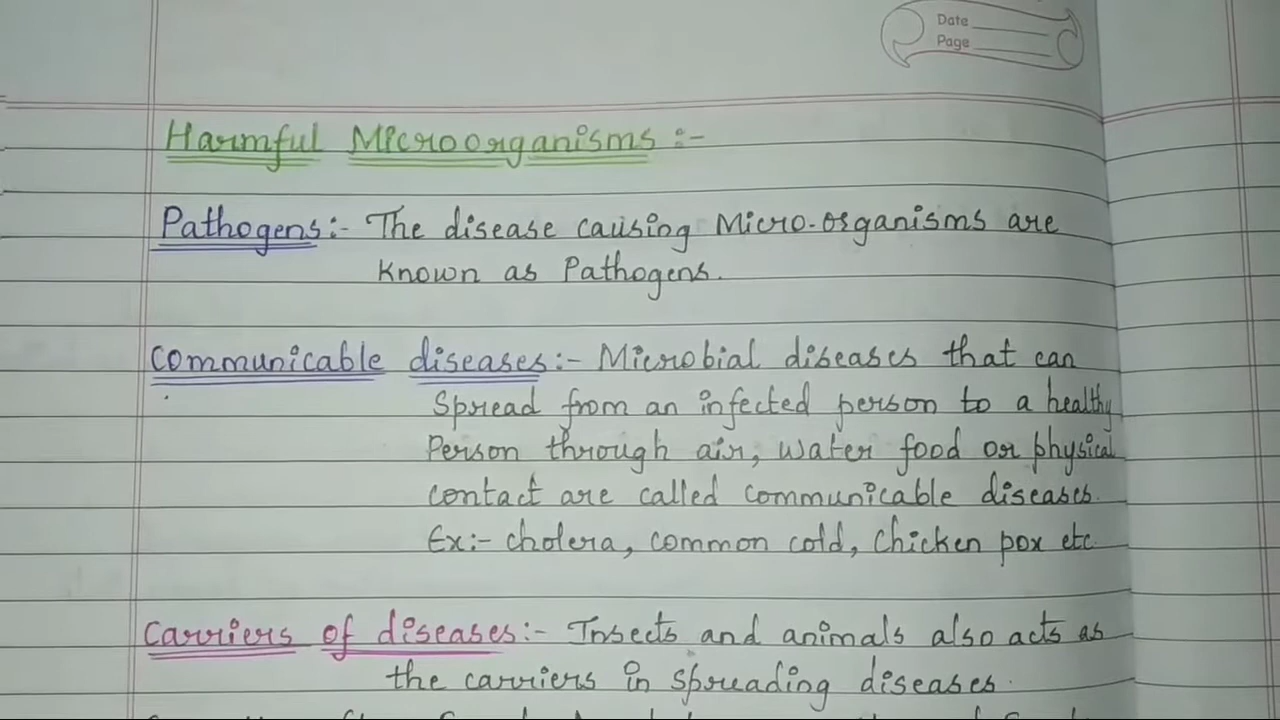 Date
Page
Harmful Microorganisms :-
Pathogens:- The disease causing Micro-organisms are
known as Pathogens.
Communicable diseases:- Microbial diseases that can
Spread from an infected person to a healthy
Person through air, water food or physical
contact are called communicable diseases.
Ex:- cholera, common cold, chicken pox etc.
Carriers of diseases:- Insects and animals also acts as
the carriers in spreading diseases.